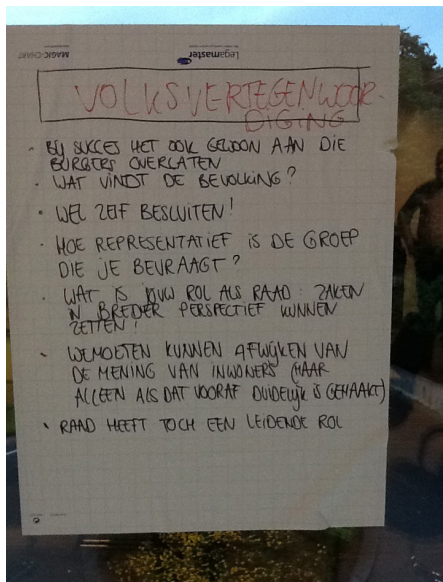 MAGIC-CHART
Legamaster
VOLKSVERTEGENWOOR-
DIGING
- BIJ SUCCES HET OOK GEWOON AAN DIE
BURGERS OVERLATEN
- WAT VINDT DE BEVOLKING?
- WEL ZELF BESLUITEN!
- HOE REPRESENTATIEF IS DE GROEP
DIE JE BEVRAAGT?
- WAT IS JOUW ROL ALS RAAD: ZAKEN
IN BREDER PERSPECTIEF KUNNEN
ZETTEN!
- WE MOETEN KUNNEN AFWIJKEN VAN
DE MENING VAN INWONERS (MAAR
ALLEEN ALS DAT VOORAF DUIDELIJK IS GEMAAKT)
- RAAD HEEFT TOCH EEN LEIDENDE ROL